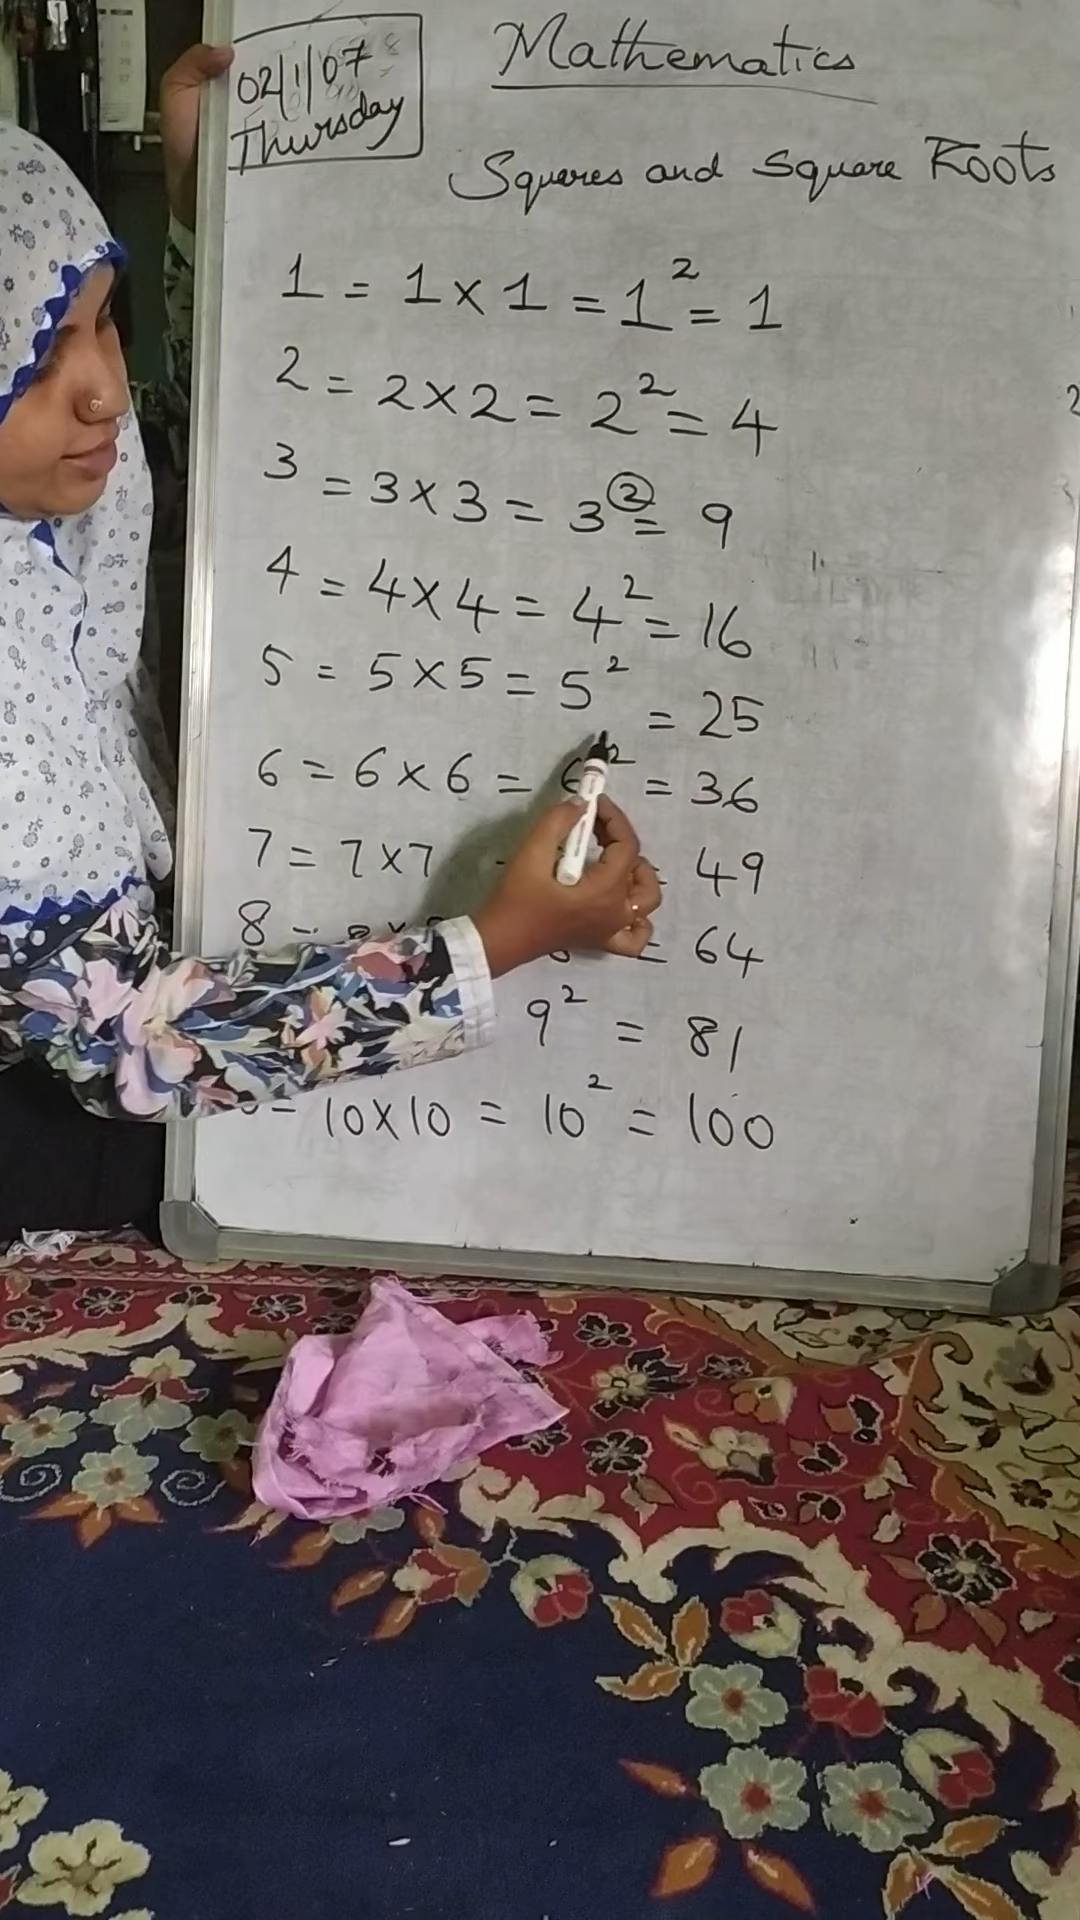 02/1/07
Thursday
Mathematics
Squares and Square Roots
1 = 1 × 1 = 1² = 1
2 = 2 × 2 = 2² = 4
3 = 3 × 3 = 3² = 9
4 = 4 × 4 = 4² = 16
5 = 5 × 5 = 5² = 25
6 = 6 × 6 = 6² = 36
7 = 7 × 7 = 49
8 = 64
9² = 81
= 10 × 10 = 10² = 100